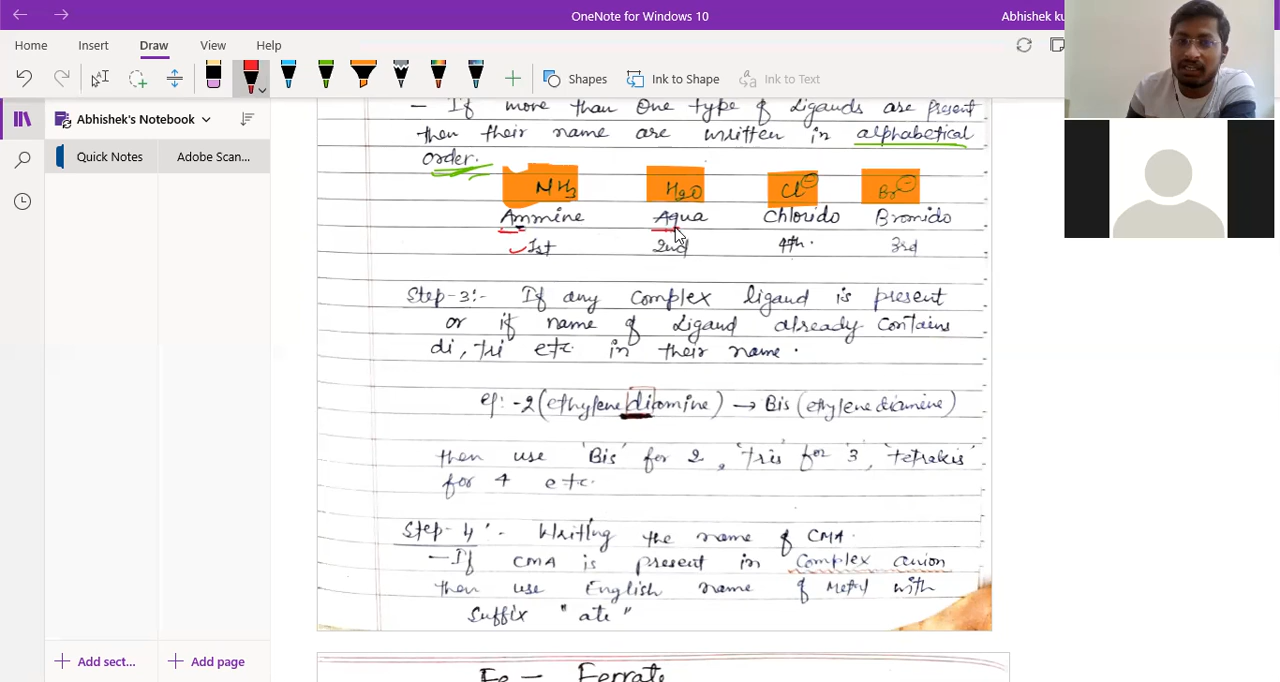 OneNote for Windows 10
Abhishek ku
Home Insert Draw View Help
Shapes Ink to Shape Ink to Text
Abhishek's Notebook
Quick Notes Adobe Scan...
- If more than One type of Ligands are present
then their name are written in alphabetical
order.
NH3 H2O Cl⊖ Br⊖
Ammine Aqua Chlorido Bromido
1st 2nd 4th. 3rd
Step-3:- If any Complex ligand is present
or if name of Ligand already Contains
di, tri etc. in their name.
eg:-2(ethylenediamine) → Bis(ethylenediamine)
then use 'Bis' for 2, 'tris' for '3, 'tetrakis'
for 4 etc.
Step-4:- Writing the name of CMA.
- If CMA is present in Complex anion
then use English name of Metal with
Suffix "ate"
Fe - Ferrate
Add sect... Add page